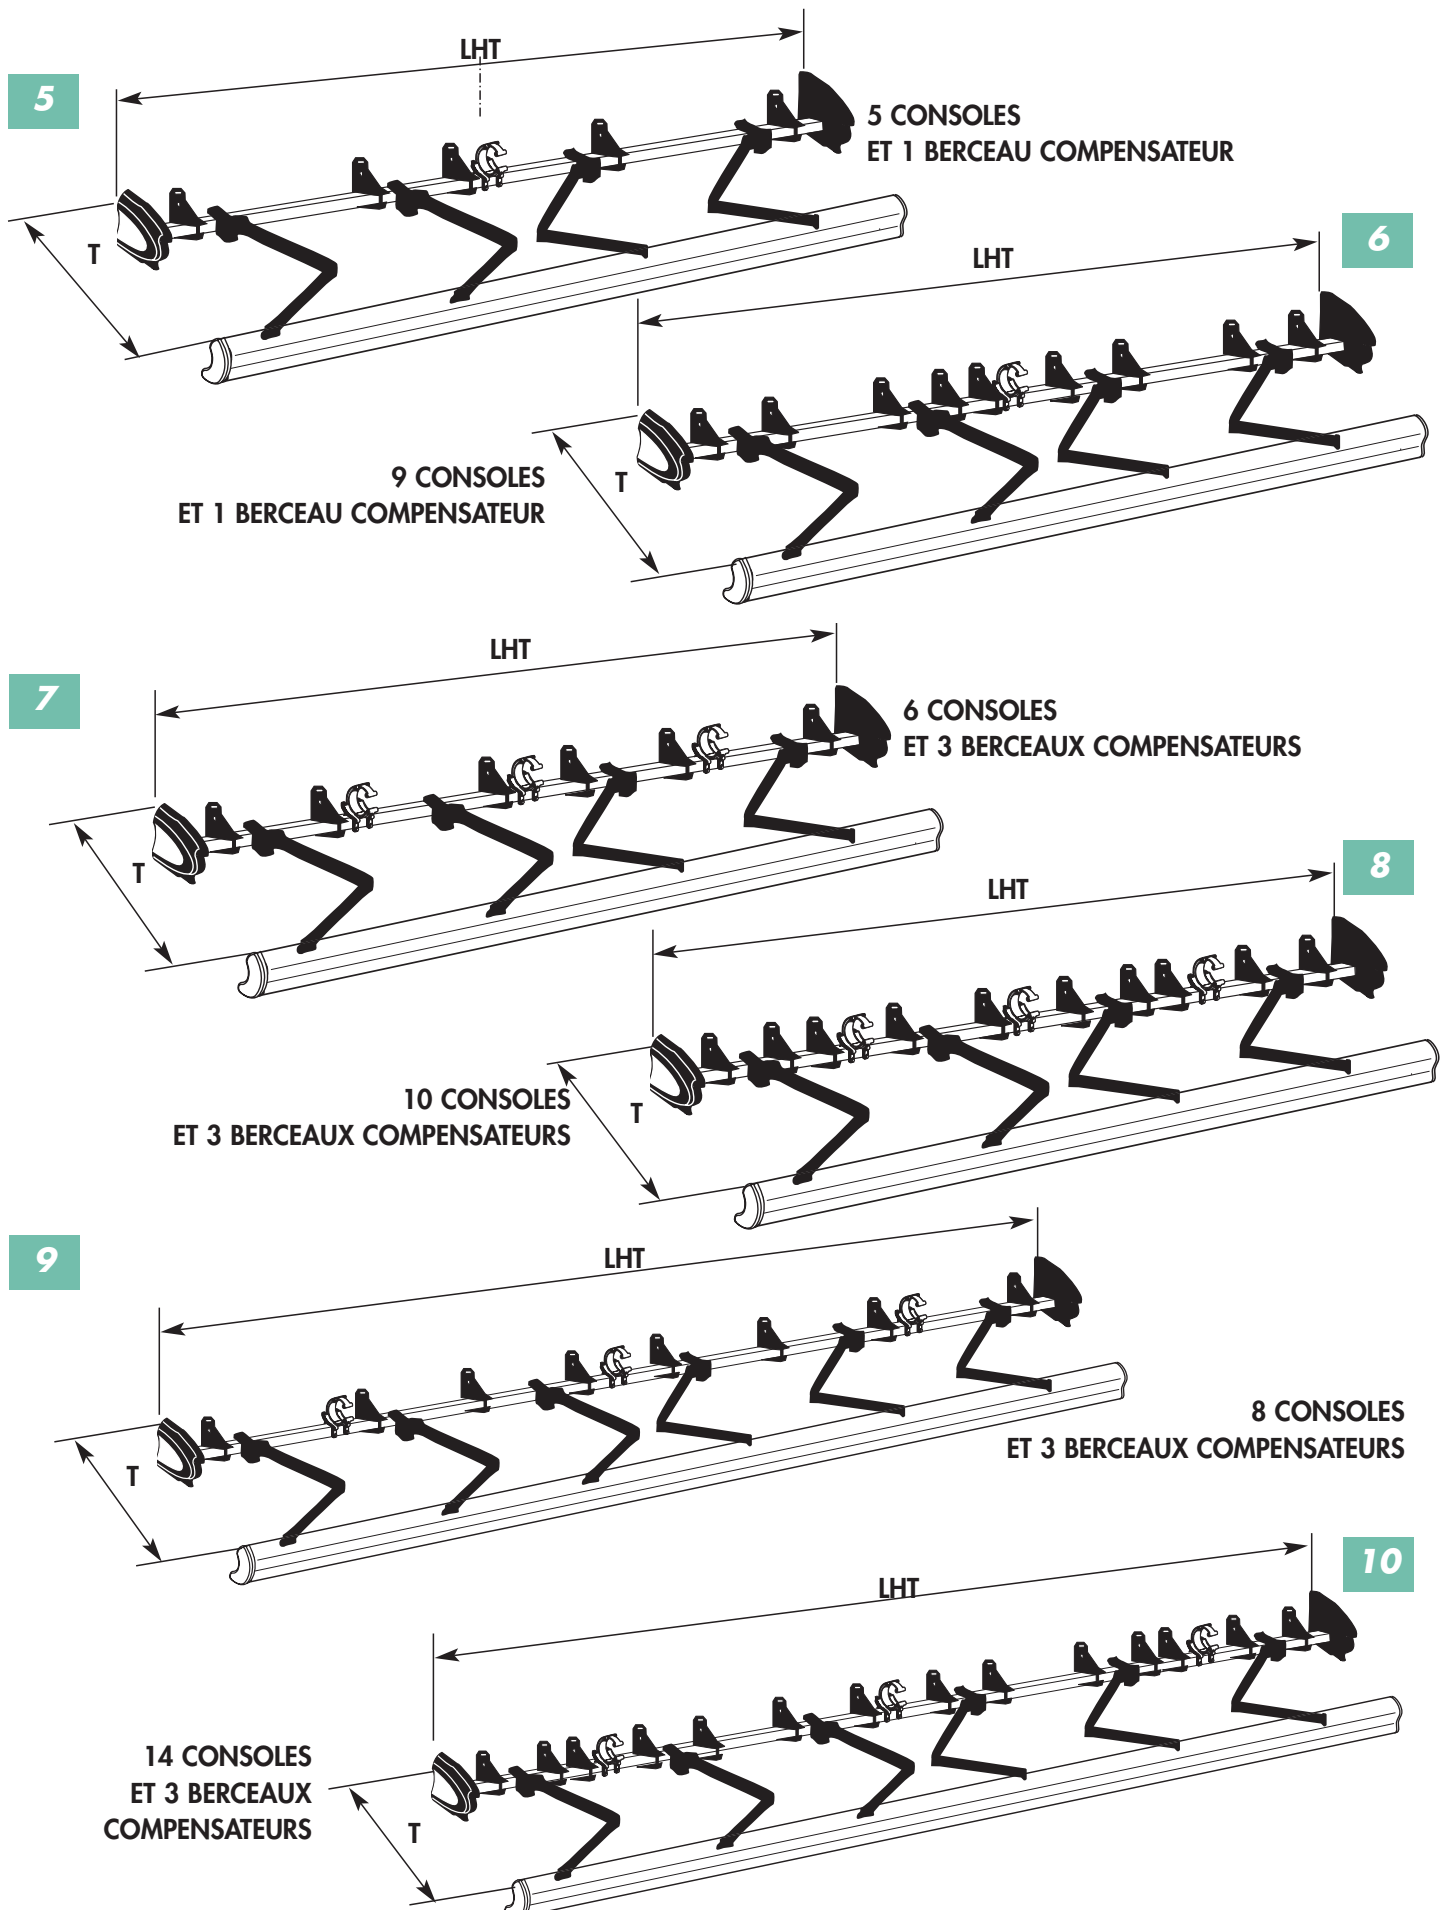 5
LHT
5 CONSOLES
ET 1 BERCEAU COMPENSATEUR
T
6
LHT
9 CONSOLES
ET 1 BERCEAU COMPENSATEUR
T
7
LHT
6 CONSOLES
ET 3 BERCEAUX COMPENSATEURS
T
8
LHT
10 CONSOLES
ET 3 BERCEAUX COMPENSATEURS
T
9
LHT
8 CONSOLES
ET 3 BERCEAUX COMPENSATEURS
T
10
LHT
14 CONSOLES
ET 3 BERCEAUX
COMPENSATEURS
T